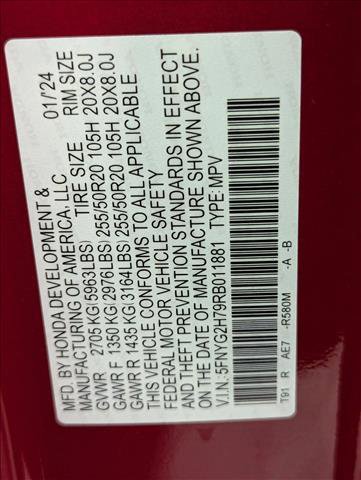 MFD. BY HONDA DEVELOPMENT & 01/'24
MANUFACTURING OF AMERICA, LLC
TIRE SIZE RIM SIZE
GVWR 2705 KG(5963LBS)
GAWR F 1350 KG(2976LBS) 255/50R20 105H 20X8.0J
GAWR R 1435 KG(3164LBS) 255/50R20 105H 20X8.0J
THIS VEHICLE CONFORMS TO ALL APPLICABLE
FEDERAL MOTOR VEHICLE SAFETY
AND THEFT PREVENTION STANDARDS IN EFFECT
ON THE DATE OF MANUFACTURE SHOWN ABOVE.
V.I.N: 5FNYG2H79RB011881 TYPE: MPV
-A -B
T91 R AE7 -R580M